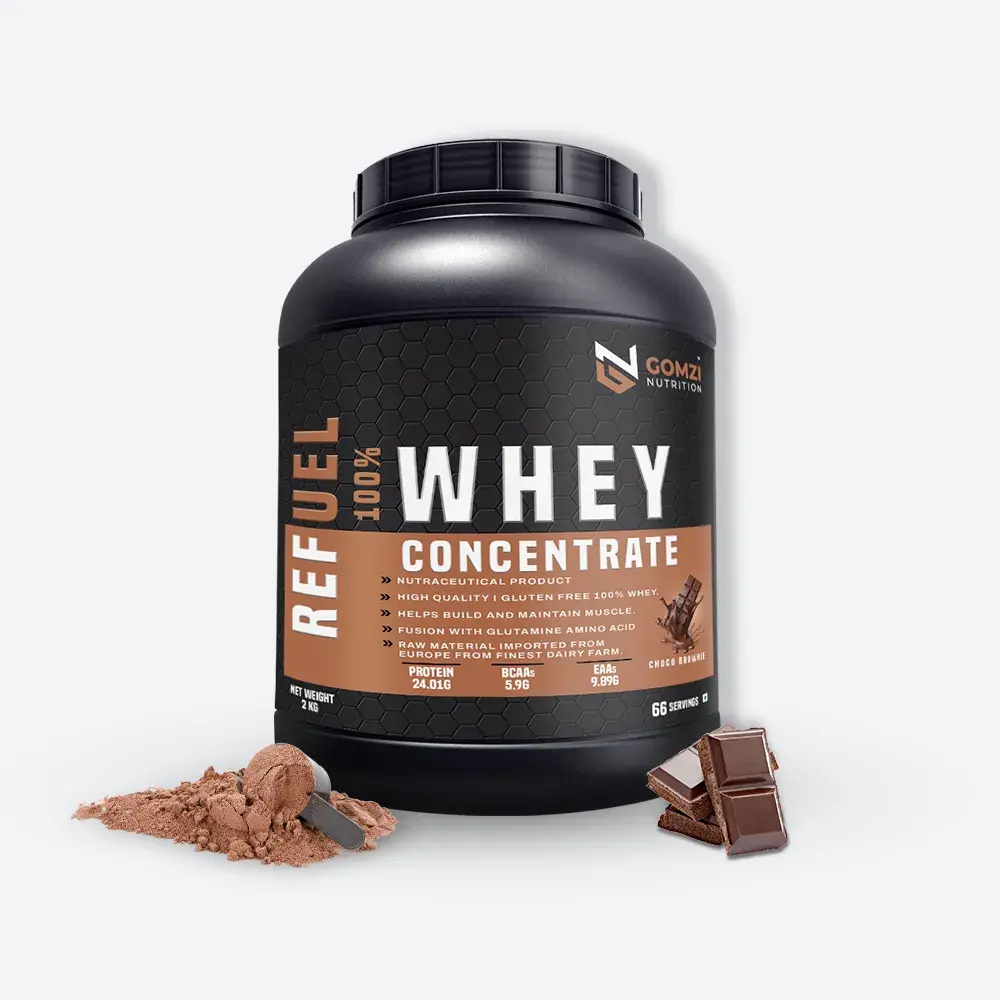 GN GOMZI
NUTRITION
™
REFUEL
100%
WHEY
CONCENTRATE
» NUTRACEUTICAL PRODUCT
» HIGH QUALITY | GLUTEN FREE 100% WHEY.
» HELPS BUILD AND MAINTAIN MUSCLE.
» FUSION WITH GLUTAMINE AMINO ACID
» RAW MATERIAL IMPORTED FROM
EUROPE FROM FINEST DAIRY FARM.
CHOCO BROWNIE
PROTEIN
24.01G
BCAAs
5.9G
EAAs
9.89G
NET WEIGHT
2 KG
66 SERVINGS